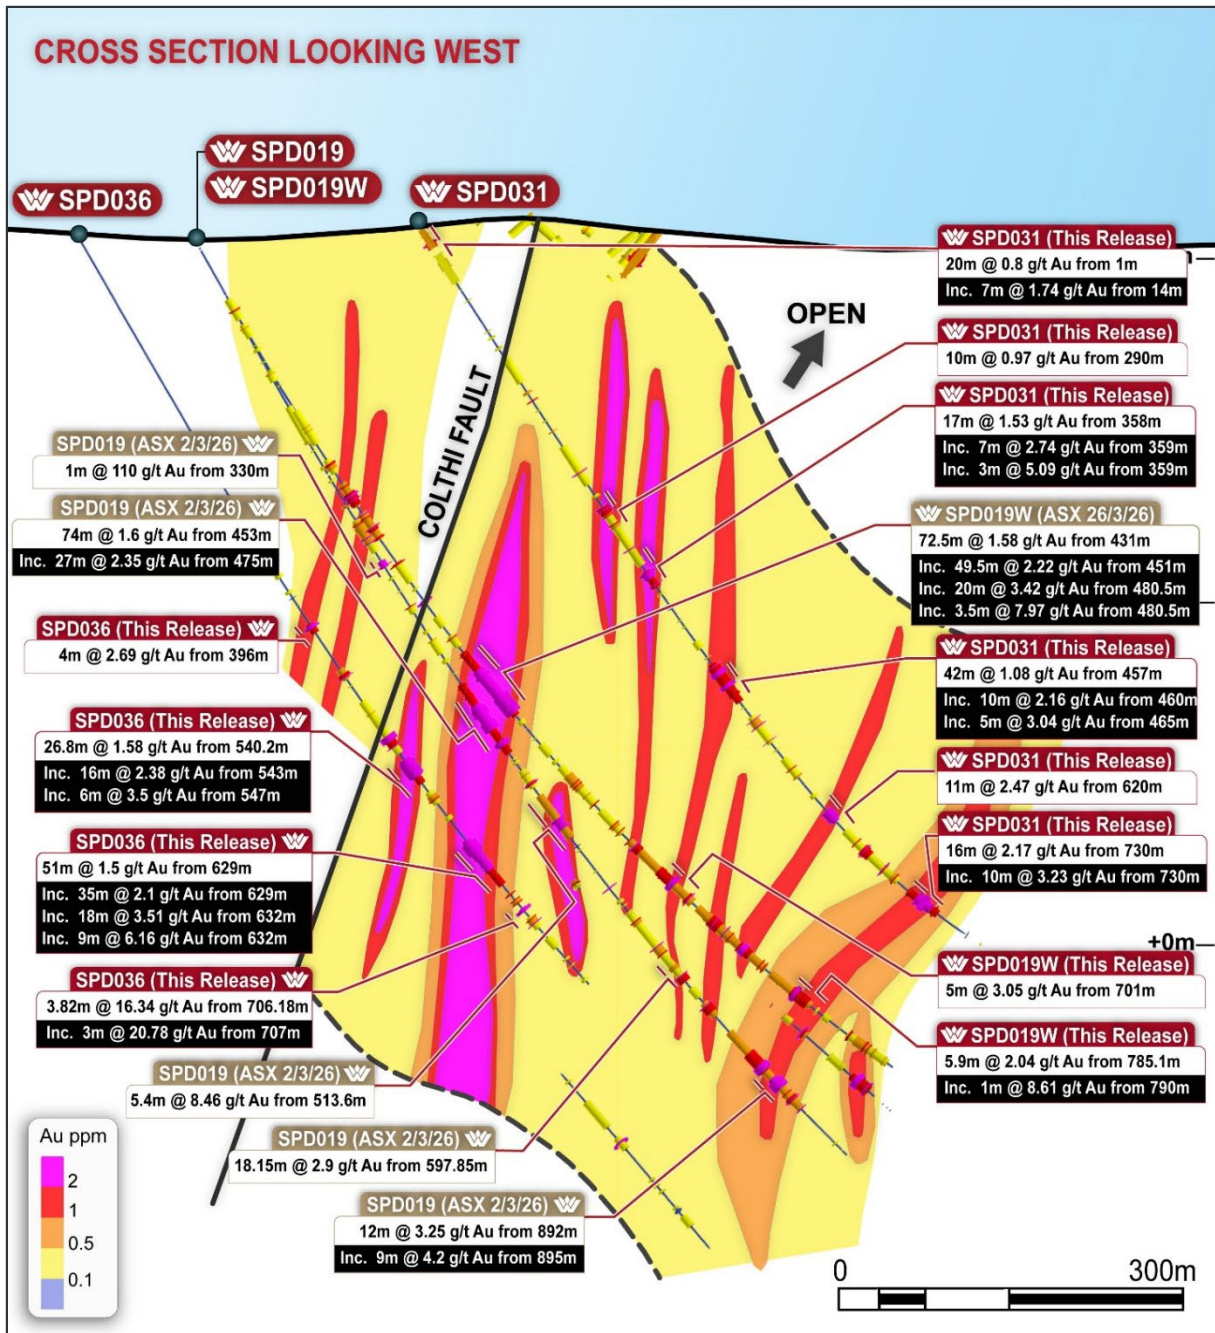 CROSS SECTION LOOKING WEST
SPD036
SPD019
SPD019W
SPD031
SPD031 (This Release)
20m @ 0.8 g/t Au from 1m
Inc. 7m @ 1.74 g/t Au from 14m
OPEN
SPD031 (This Release)
10m @ 0.97 g/t Au from 290m
SPD031 (This Release)
17m @ 1.53 g/t Au from 358m
Inc. 7m @ 2.74 g/t Au from 359m
Inc. 3m @ 5.09 g/t Au from 359m
COLTHI FAULT
SPD019 (ASX 2/3/26)
1m @ 110 g/t Au from 330m
SPD019 (ASX 2/3/26)
74m @ 1.6 g/t Au from 453m
Inc. 27m @ 2.35 g/t Au from 475m
SPD019W (ASX 26/3/26)
72.5m @ 1.58 g/t Au from 431m
Inc. 49.5m @ 2.22 g/t Au from 451m
Inc. 20m @ 3.42 g/t Au from 480.5m
Inc. 3.5m @ 7.97 g/t Au from 480.5m
SPD036 (This Release)
4m @ 2.69 g/t Au from 396m
SPD031 (This Release)
42m @ 1.08 g/t Au from 457m
Inc. 10m @ 2.16 g/t Au from 460m
Inc. 5m @ 3.04 g/t Au from 465m
SPD036 (This Release)
26.8m @ 1.58 g/t Au from 540.2m
Inc. 16m @ 2.38 g/t Au from 543m
Inc. 6m @ 3.5 g/t Au from 547m
SPD031 (This Release)
11m @ 2.47 g/t Au from 620m
SPD031 (This Release)
16m @ 2.17 g/t Au from 730m
Inc. 10m @ 3.23 g/t Au from 730m
SPD036 (This Release)
51m @ 1.5 g/t Au from 629m
Inc. 35m @ 2.1 g/t Au from 629m
Inc. 18m @ 3.51 g/t Au from 632m
Inc. 9m @ 6.16 g/t Au from 632m
+0m
SPD019W (This Release)
5m @ 3.05 g/t Au from 701m
SPD036 (This Release)
3.82m @ 16.34 g/t Au from 706.18m
Inc. 3m @ 20.78 g/t Au from 707m
SPD019W (This Release)
5.9m @ 2.04 g/t Au from 785.1m
Inc. 1m @ 8.61 g/t Au from 790m
SPD019 (ASX 2/3/26)
5.4m @ 8.46 g/t Au from 513.6m
SPD019 (ASX 2/3/26)
18.15m @ 2.9 g/t Au from 597.85m
SPD019 (ASX 2/3/26)
12m @ 3.25 g/t Au from 892m
Inc. 9m @ 4.2 g/t Au from 895m
Au ppm
2
1
0.5
0.1
0 300m